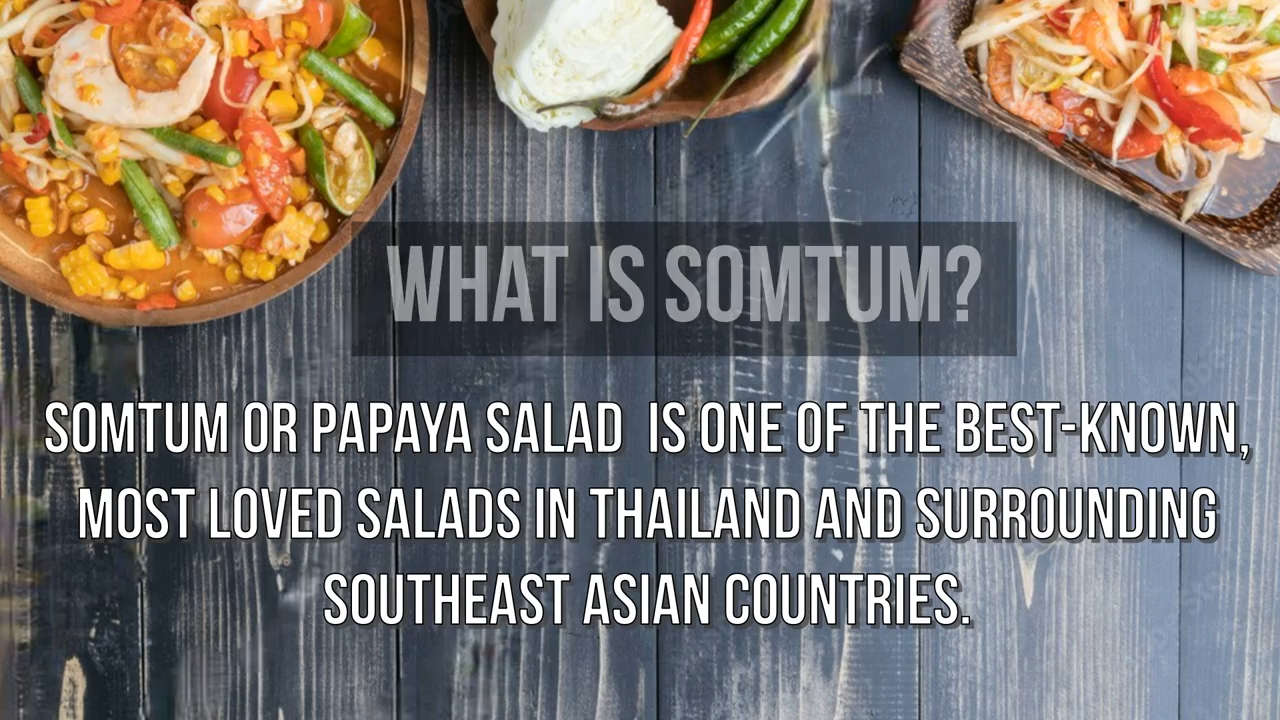 WHAT IS SOMTUM?
SOMTUM OR PAPAYA SALAD  IS ONE OF THE BEST-KNOWN,
MOST LOVED SALADS IN THAILAND AND SURROUNDING
SOUTHEAST ASIAN COUNTRIES.